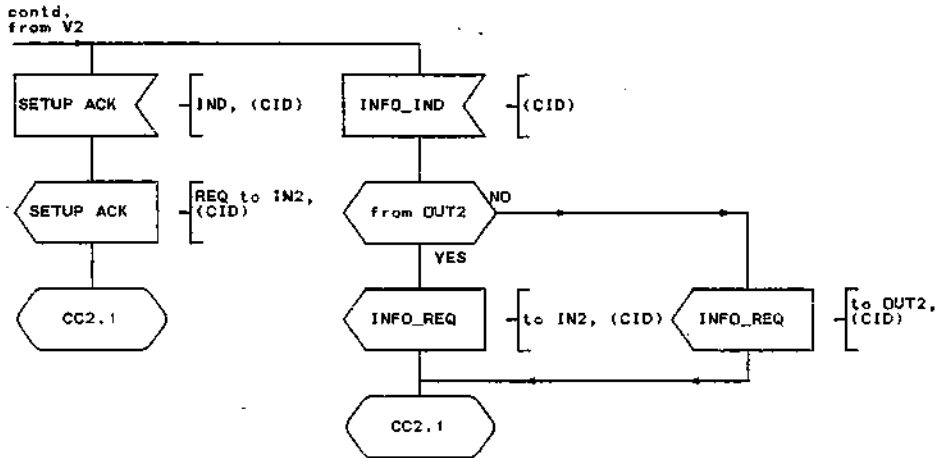 contd.
from V2
SETUP ACK
IND, (CID)
INFO_IND
(CID)
SETUP ACK
REQ to IN2,
(CID)
from OUT2
NO
YES
CC2.1
INFO_REQ
to IN2, (CID)
INFO_REQ
to OUT2,
(CID)
CC2.1